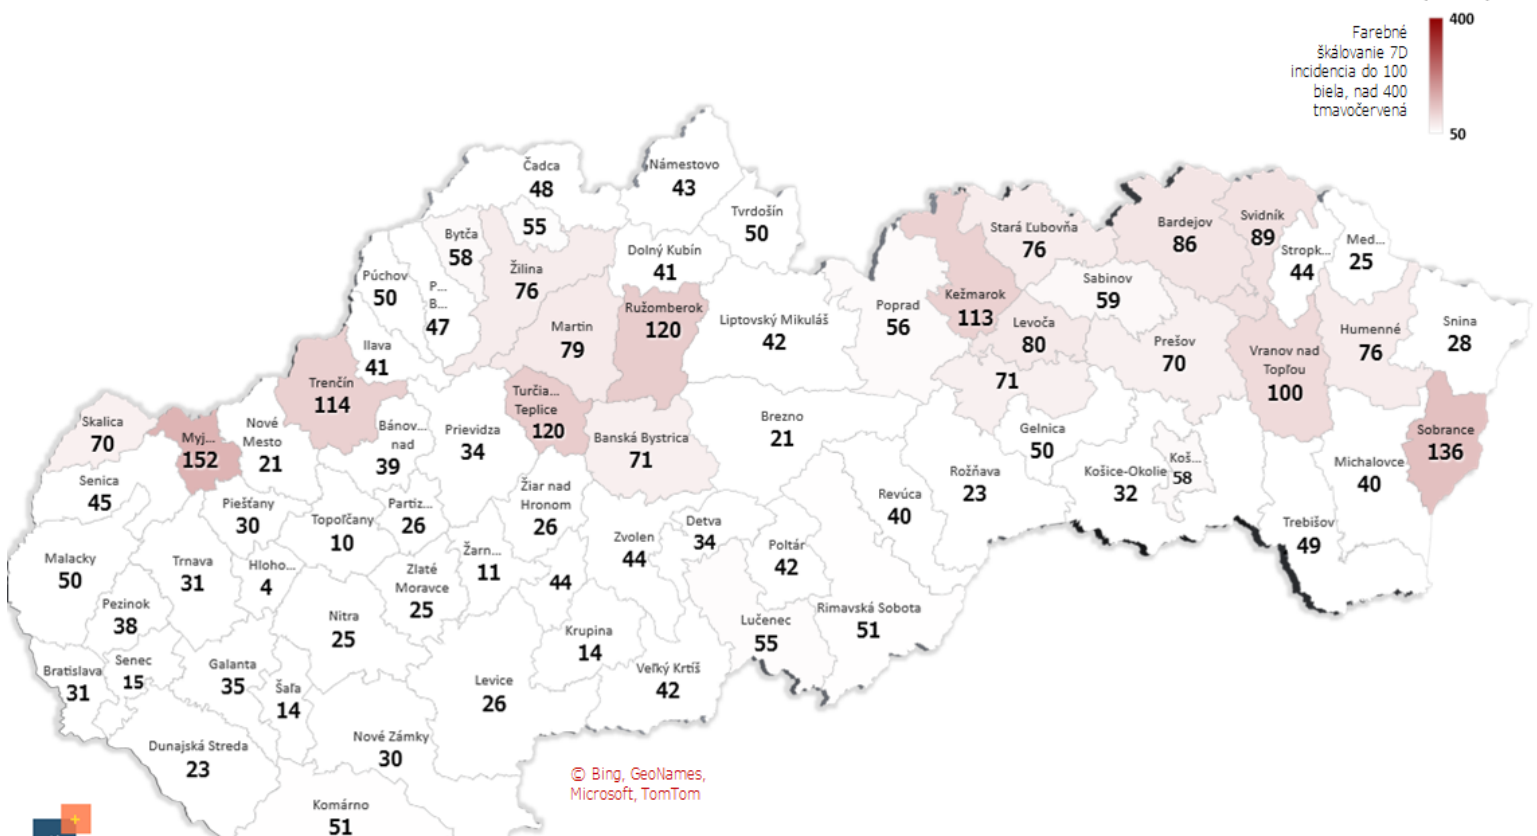 400
Farebné
škálovanie 7D
incidencia do 100
biela, nad 400
tmavočervená
50
Čadca
48
Námestovo
43
Tvrdošín
50
55
Bytča
58
Dolný Kubín
41
Žilina
76
Púchov
50
P...
B...
47
Ružomberok
120
Martin
79
Liptovský Mikuláš
42
Ilava
41
Trenčín
114
Turčia...
Teplice
120
Poprad
56
Kežmarok
113
Stará Ľubovňa
76
Bardejov
86
Svidník
89
Stropk...
44
Med...
25
Sabinov
59
Levoča
80
71
Prešov
70
Vranov nad
Topľou
100
Humenné
76
Snina
28
Sobrance
136
Michalovce
40
Trebišov
49
Gelnica
50
Košice-Okolie
32
Koš...
58
Rožňava
23
Revúca
40
Brezno
21
Banská Bystrica
71
Skalica
70
Myj...
152
Nové
Mesto
21
Bánov...
nad
39
Prievidza
34
Senica
45
Piešťany
30
Topoľčany
10
Partiz...
26
Žiar nad
Hronom
26
Zvolen
44
Detva
34
Poltár
42
Malacky
50
Trnava
31
Hloho...
4
Zlaté
Moravce
25
Žarn...
11
44
Pezinok
38
Nitra
25
Krupina
14
Lučenec
55
Rimavská Sobota
51
Bratislava
31
Senec
15
Galanta
35
Šaľa
14
Levice
26
Veľký Krtíš
42
Dunajská Streda
23
Nové Zámky
30
Komárno
51
© Bing, GeoNames,
Microsoft, TomTom